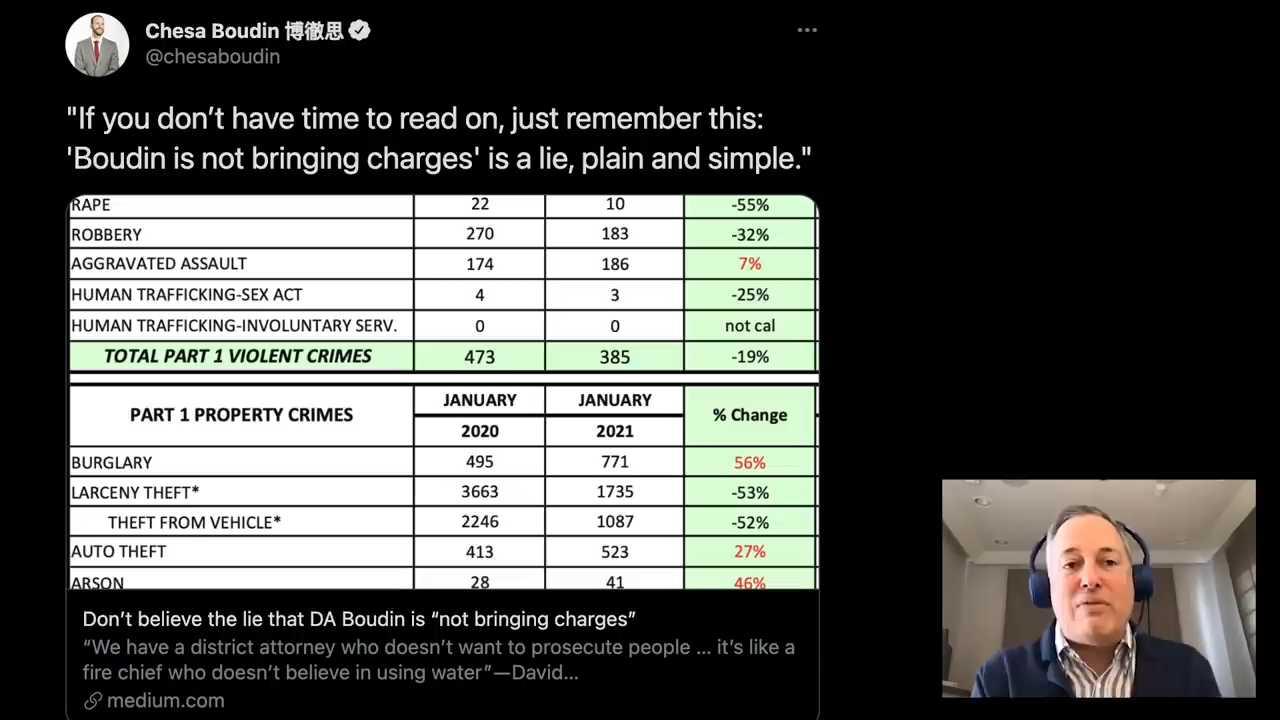 Chesa Boudin 博徹思
@chesaboudin
"If you don’t have time to read on, just remember this:
'Boudin is not bringing charges' is a lie, plain and simple."
RAPE 22 10 -55%
ROBBERY 270 183 -32%
AGGRAVATED ASSAULT 174 186 7%
HUMAN TRAFFICKING-SEX ACT 4 3 -25%
HUMAN TRAFFICKING-INVOLUNTARY SERV. 0 0 not cal
TOTAL PART 1 VIOLENT CRIMES 473 385 -19%
PART 1 PROPERTY CRIMES JANUARY JANUARY % Change
2020 2021
BURGLARY 495 771 56%
LARCENY THEFT* 3663 1735 -53%
THEFT FROM VEHICLE* 2246 1087 -52%
AUTO THEFT 413 523 27%
ARSON 28 41 46%
Don’t believe the lie that DA Boudin is “not bringing charges”
“We have a district attorney who doesn’t want to prosecute people ... it’s like a
fire chief who doesn’t believe in using water”—David...
medium.com